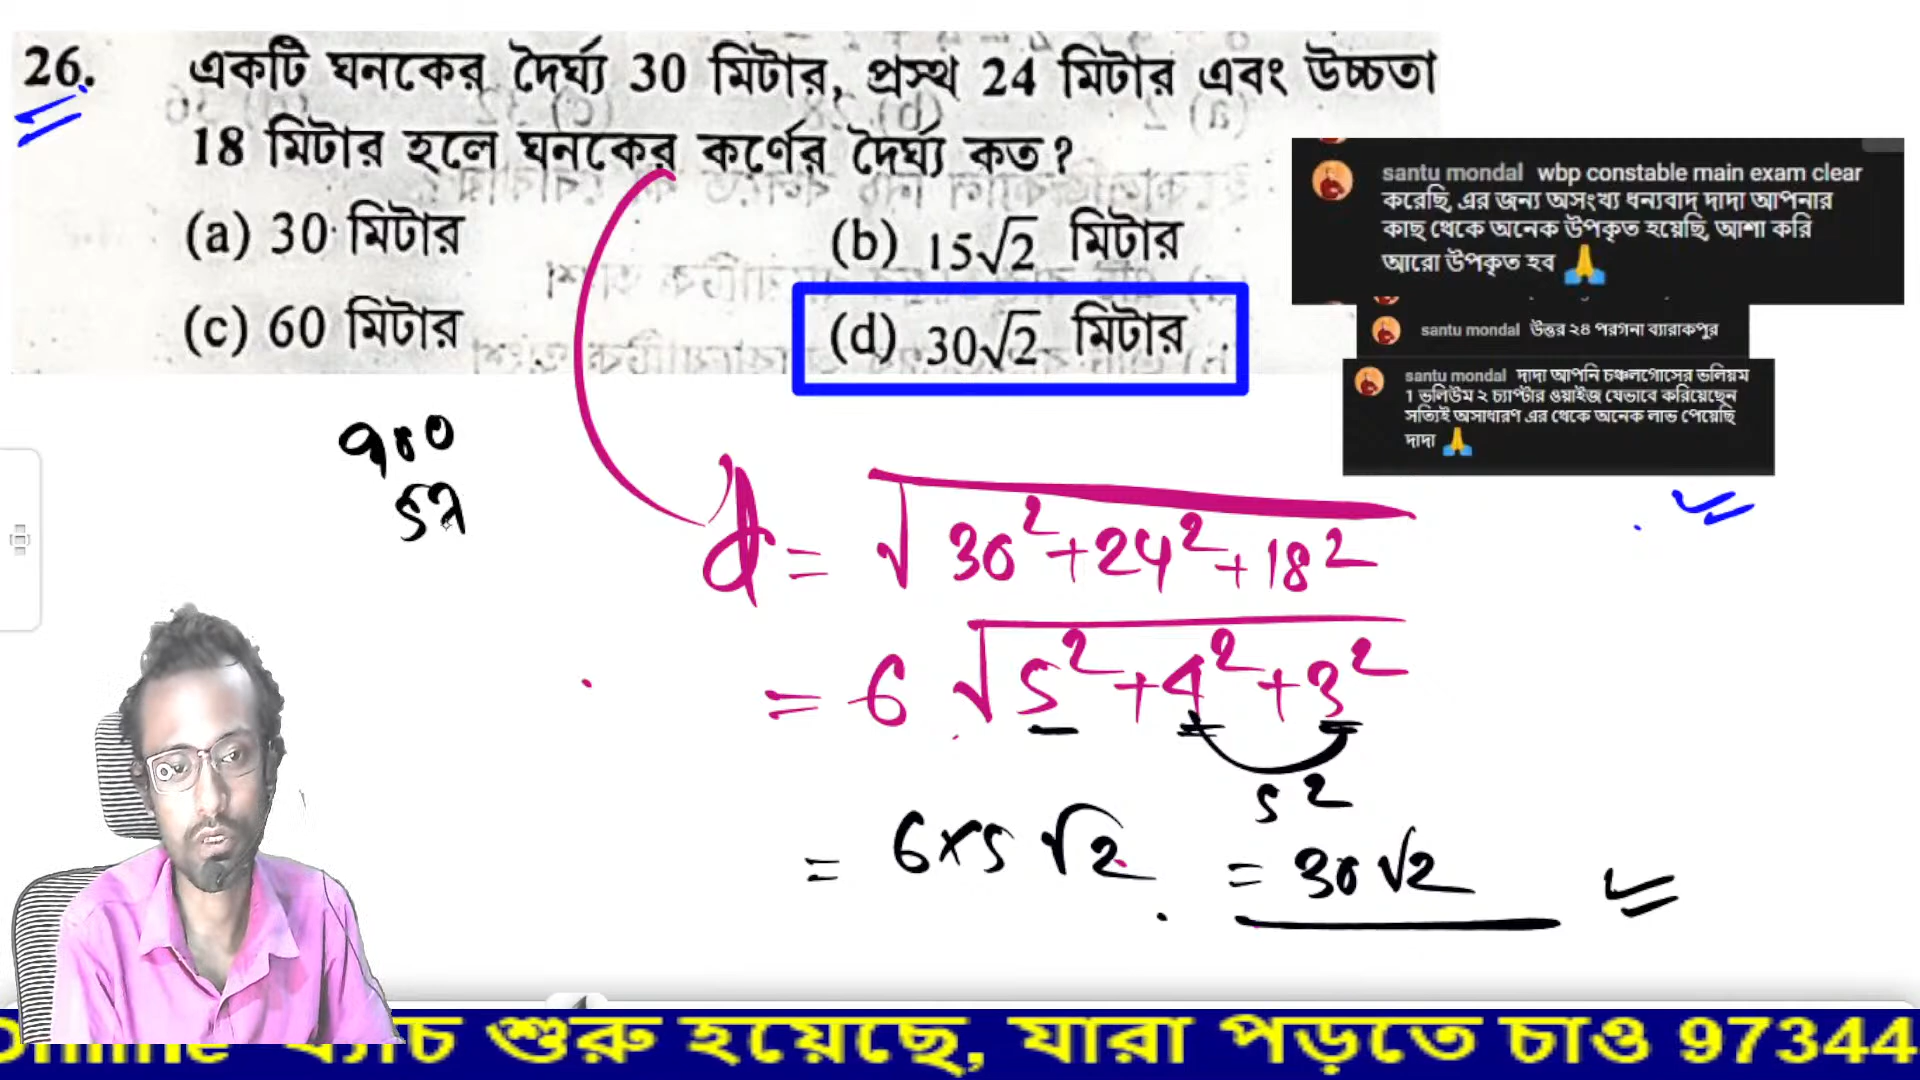 26. একটি ঘনকের দৈর্ঘ্য 30 মিটার, প্রস্থ 24 মিটার এবং উচ্চতা
18 মিটার হলে ঘনকের কর্ণের দৈর্ঘ্য কত?
(a) 30 মিটার (b) 15√2 মিটার
(c) 60 মিটার (d) 30√2 মিটার
santu mondal wbp constable main exam clear
করেছি, এর জন্য অসংখ্য ধন্যবাদ দাদা আপনার
কাছ থেকে অনেক উপকৃত হয়েছি, আশা করি
আরো উপকৃত হব 🙏
santu mondal উত্তর ২৪ পরগনা ব্যারাকপুর
santu mondal দাদা আপনি চঞ্চলগোসের ভলিয়ম
1 ভলিউম ২ চ্যাপ্টার ওয়াইজ যেভাবে করিয়েছেন
সত্যিই অসাধারণ এর থেকে অনেক লাভ পেয়েছি
দাদা 🙏
900
57
d = √30² + 24² + 18²
= 6 √5² + 4² + 3²
5²
= 6 × 5 √2 = 30√2
ব্যাচ শুরু হয়েছে, যারা পড়তে চাও 97344